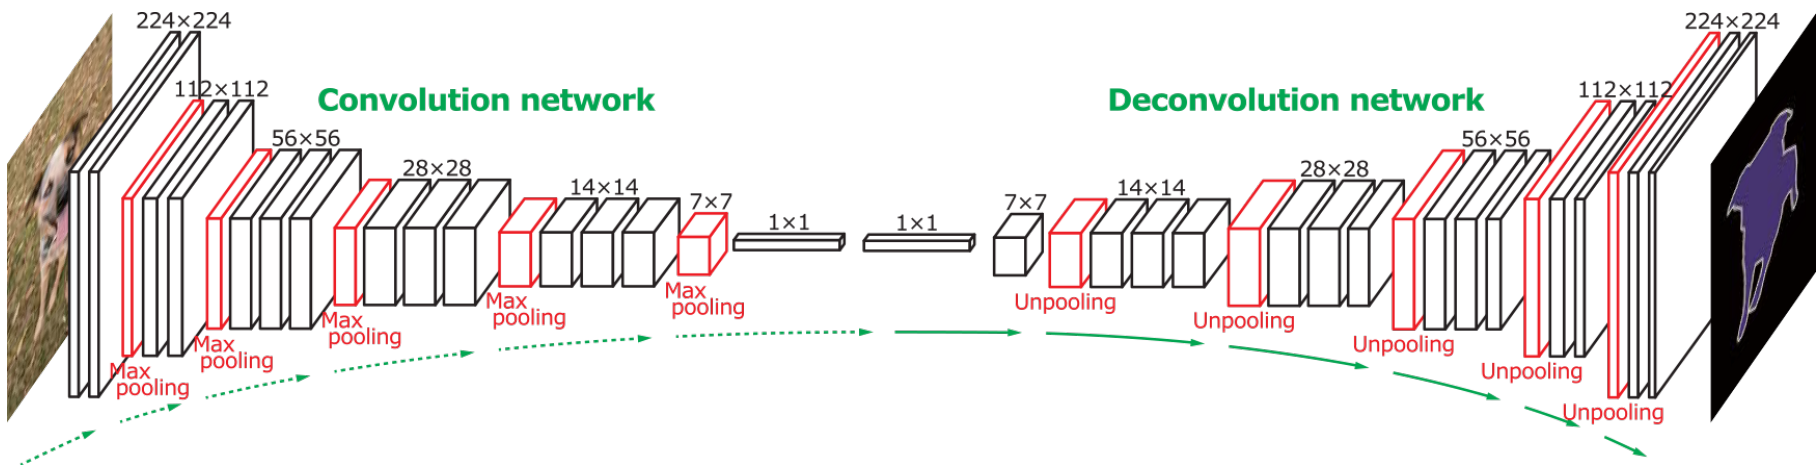 224×224
112×112
Convolution network
56×56
28×28
14×14
7×7
1×1
1×1
Deconvolution network
7×7
14×14
28×28
56×56
112×112
224×224
Max
pooling
Max
pooling
Max
pooling
Max
pooling
Max
pooling
Unpooling
Unpooling
Unpooling
Unpooling
Unpooling